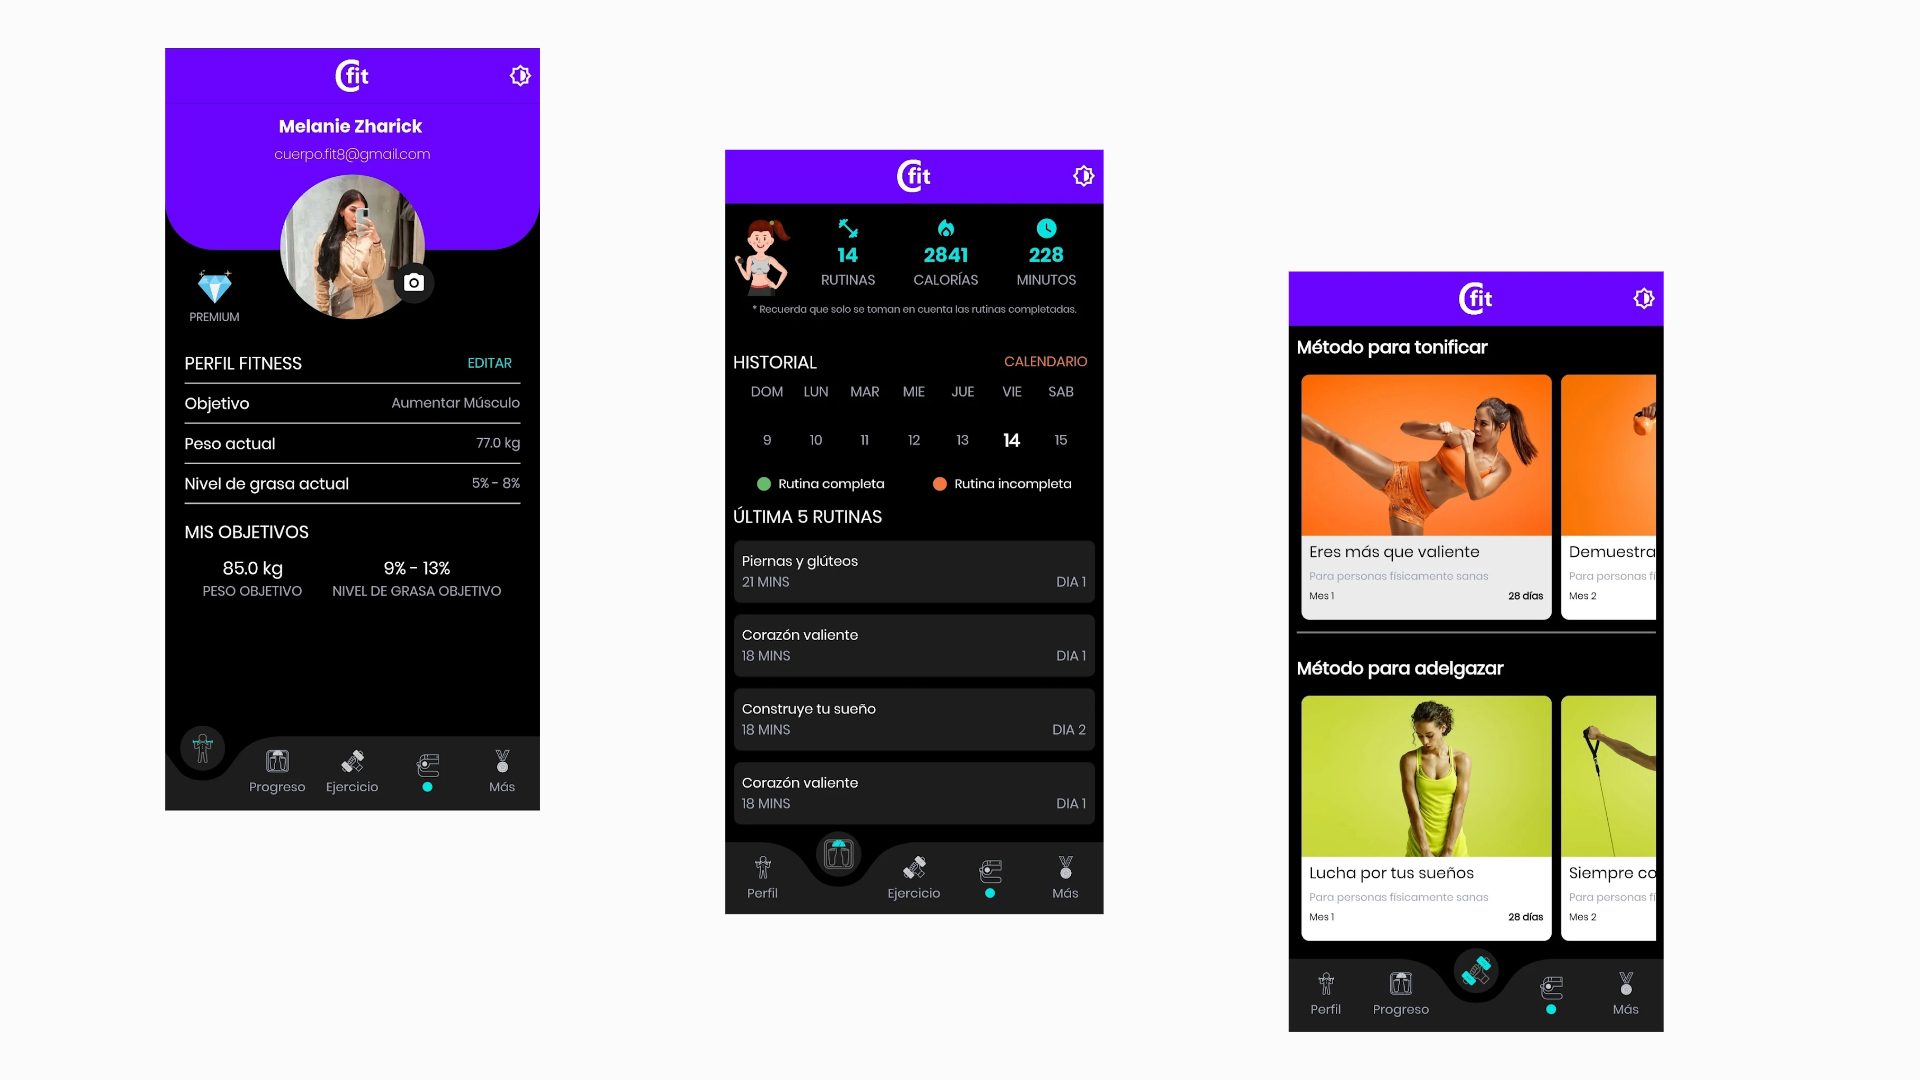 Cfit
Melanie Zharick
cuerpo.fit8@gmail.com
PREMIUM
PERFIL FITNESS EDITAR
Objetivo Aumentar Músculo
Peso actual 77.0 kg
Nivel de grasa actual 5% - 8%
MIS OBJETIVOS
85.0 kg 9% - 13%
PESO OBJETIVO NIVEL DE GRASA OBJETIVO
Progreso Ejercicio Más
Cfit
14 2841 228
RUTINAS CALORÍAS MINUTOS
* Recuerda que solo se toman en cuenta las rutinas completadas.
HISTORIAL CALENDARIO
DOM LUN MAR MIE JUE VIE SAB
9 10 11 12 13 14 15
Rutina completa Rutina incompleta
ÚLTIMA 5 RUTINAS
Piernas y glúteos
21 MINS DIA 1
Corazón valiente
18 MINS DIA 1
Construye tu sueño
18 MINS DIA 2
Corazón valiente
18 MINS DIA 1
Perfil Ejercicio Más
Cfit
Método para tonificar
Eres más que valiente Demuestra
Para personas físicamente sanas Para personas fí
Mes 1 28 días Mes 2
Método para adelgazar
Lucha por tus sueños Siempre co
Para personas físicamente sanas Para personas fí
Mes 1 28 días Mes 2
Perfil Progreso Más